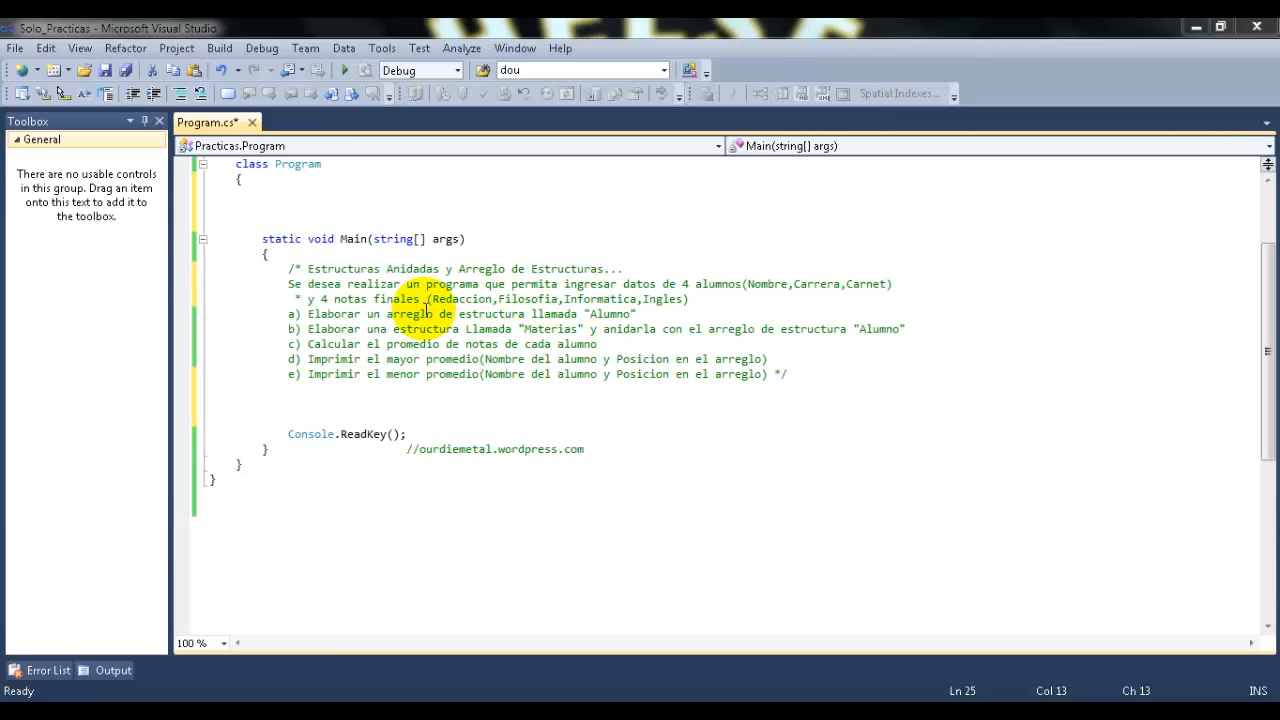 Solo_Practicas - Microsoft Visual Studio
File Edit View Refactor Project Build Debug Team Data Tools Test Analyze Window Help
Debug dou
Spatial Indexes...
Toolbox
Program.cs*
General
Practicas.Program Main(string[] args)
There are no usable controls
in this group. Drag an item
onto this text to add it to
the toolbox.
class Program
{
static void Main(string[] args)
{
/* Estructuras Anidadas y Arreglo de Estructuras...
Se desea realizar un programa que permita ingresar datos de 4 alumnos(Nombre,Carrera,Carnet)
* y 4 notas finales (Redaccion,Filosofia,Informatica,Ingles)
a) Elaborar un arreglo de estructura llamada "Alumno"
b) Elaborar una estructura Llamada "Materias" y anidarla con el arreglo de estructura "Alumno"
c) Calcular el promedio de notas de cada alumno
d) Imprimir el mayor promedio(Nombre del alumno y Posicion en el arreglo)
e) Imprimir el menor promedio(Nombre del alumno y Posicion en el arreglo) */
Console.ReadKey();
} //ourdiemetal.wordpress.com
}
}
100 %
Error List Output
Ready Ln 25 Col 13 Ch 13 INS